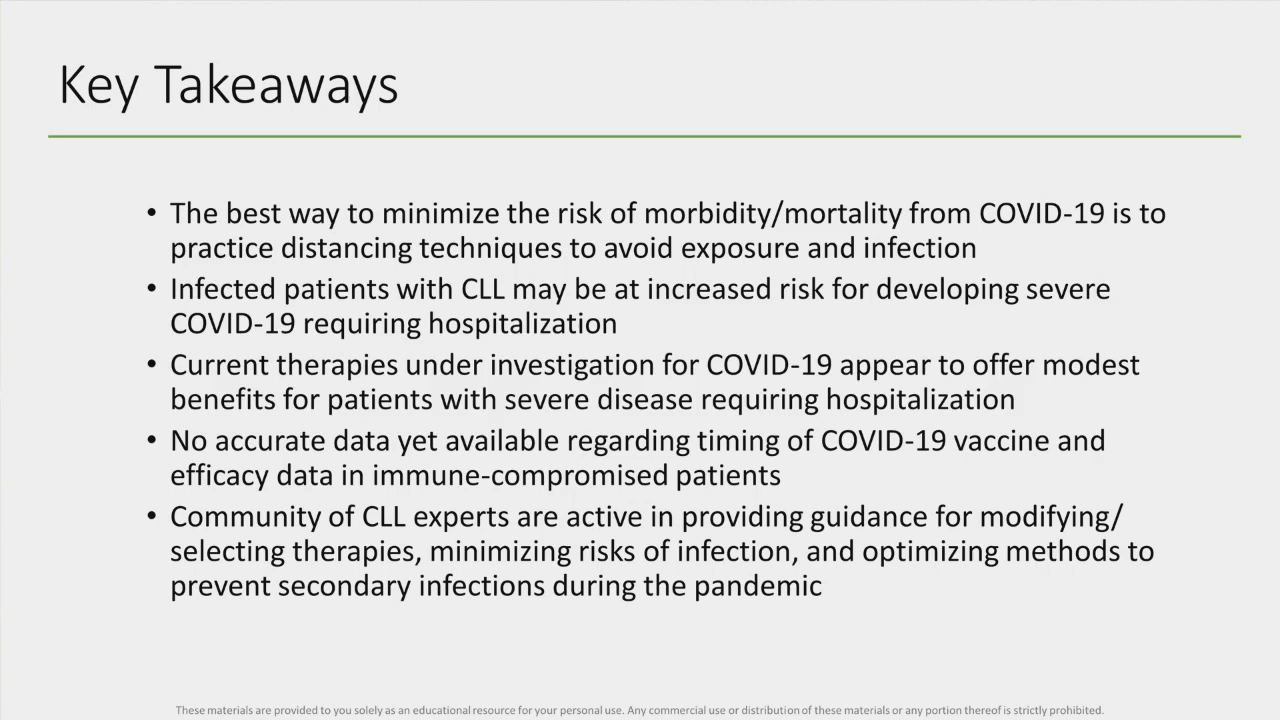 Key Takeaways
• The best way to minimize the risk of morbidity/mortality from COVID-19 is to
practice distancing techniques to avoid exposure and infection
• Infected patients with CLL may be at increased risk for developing severe
COVID-19 requiring hospitalization
• Current therapies under investigation for COVID-19 appear to offer modest
benefits for patients with severe disease requiring hospitalization
• No accurate data yet available regarding timing of COVID-19 vaccine and
efficacy data in immune-compromised patients
• Community of CLL experts are active in providing guidance for modifying/
selecting therapies, minimizing risks of infection, and optimizing methods to
prevent secondary infections during the pandemic
These materials are provided to you solely as an educational resource for your personal use. Any commercial use or distribution of these materials or any portion thereof is strictly prohibited.